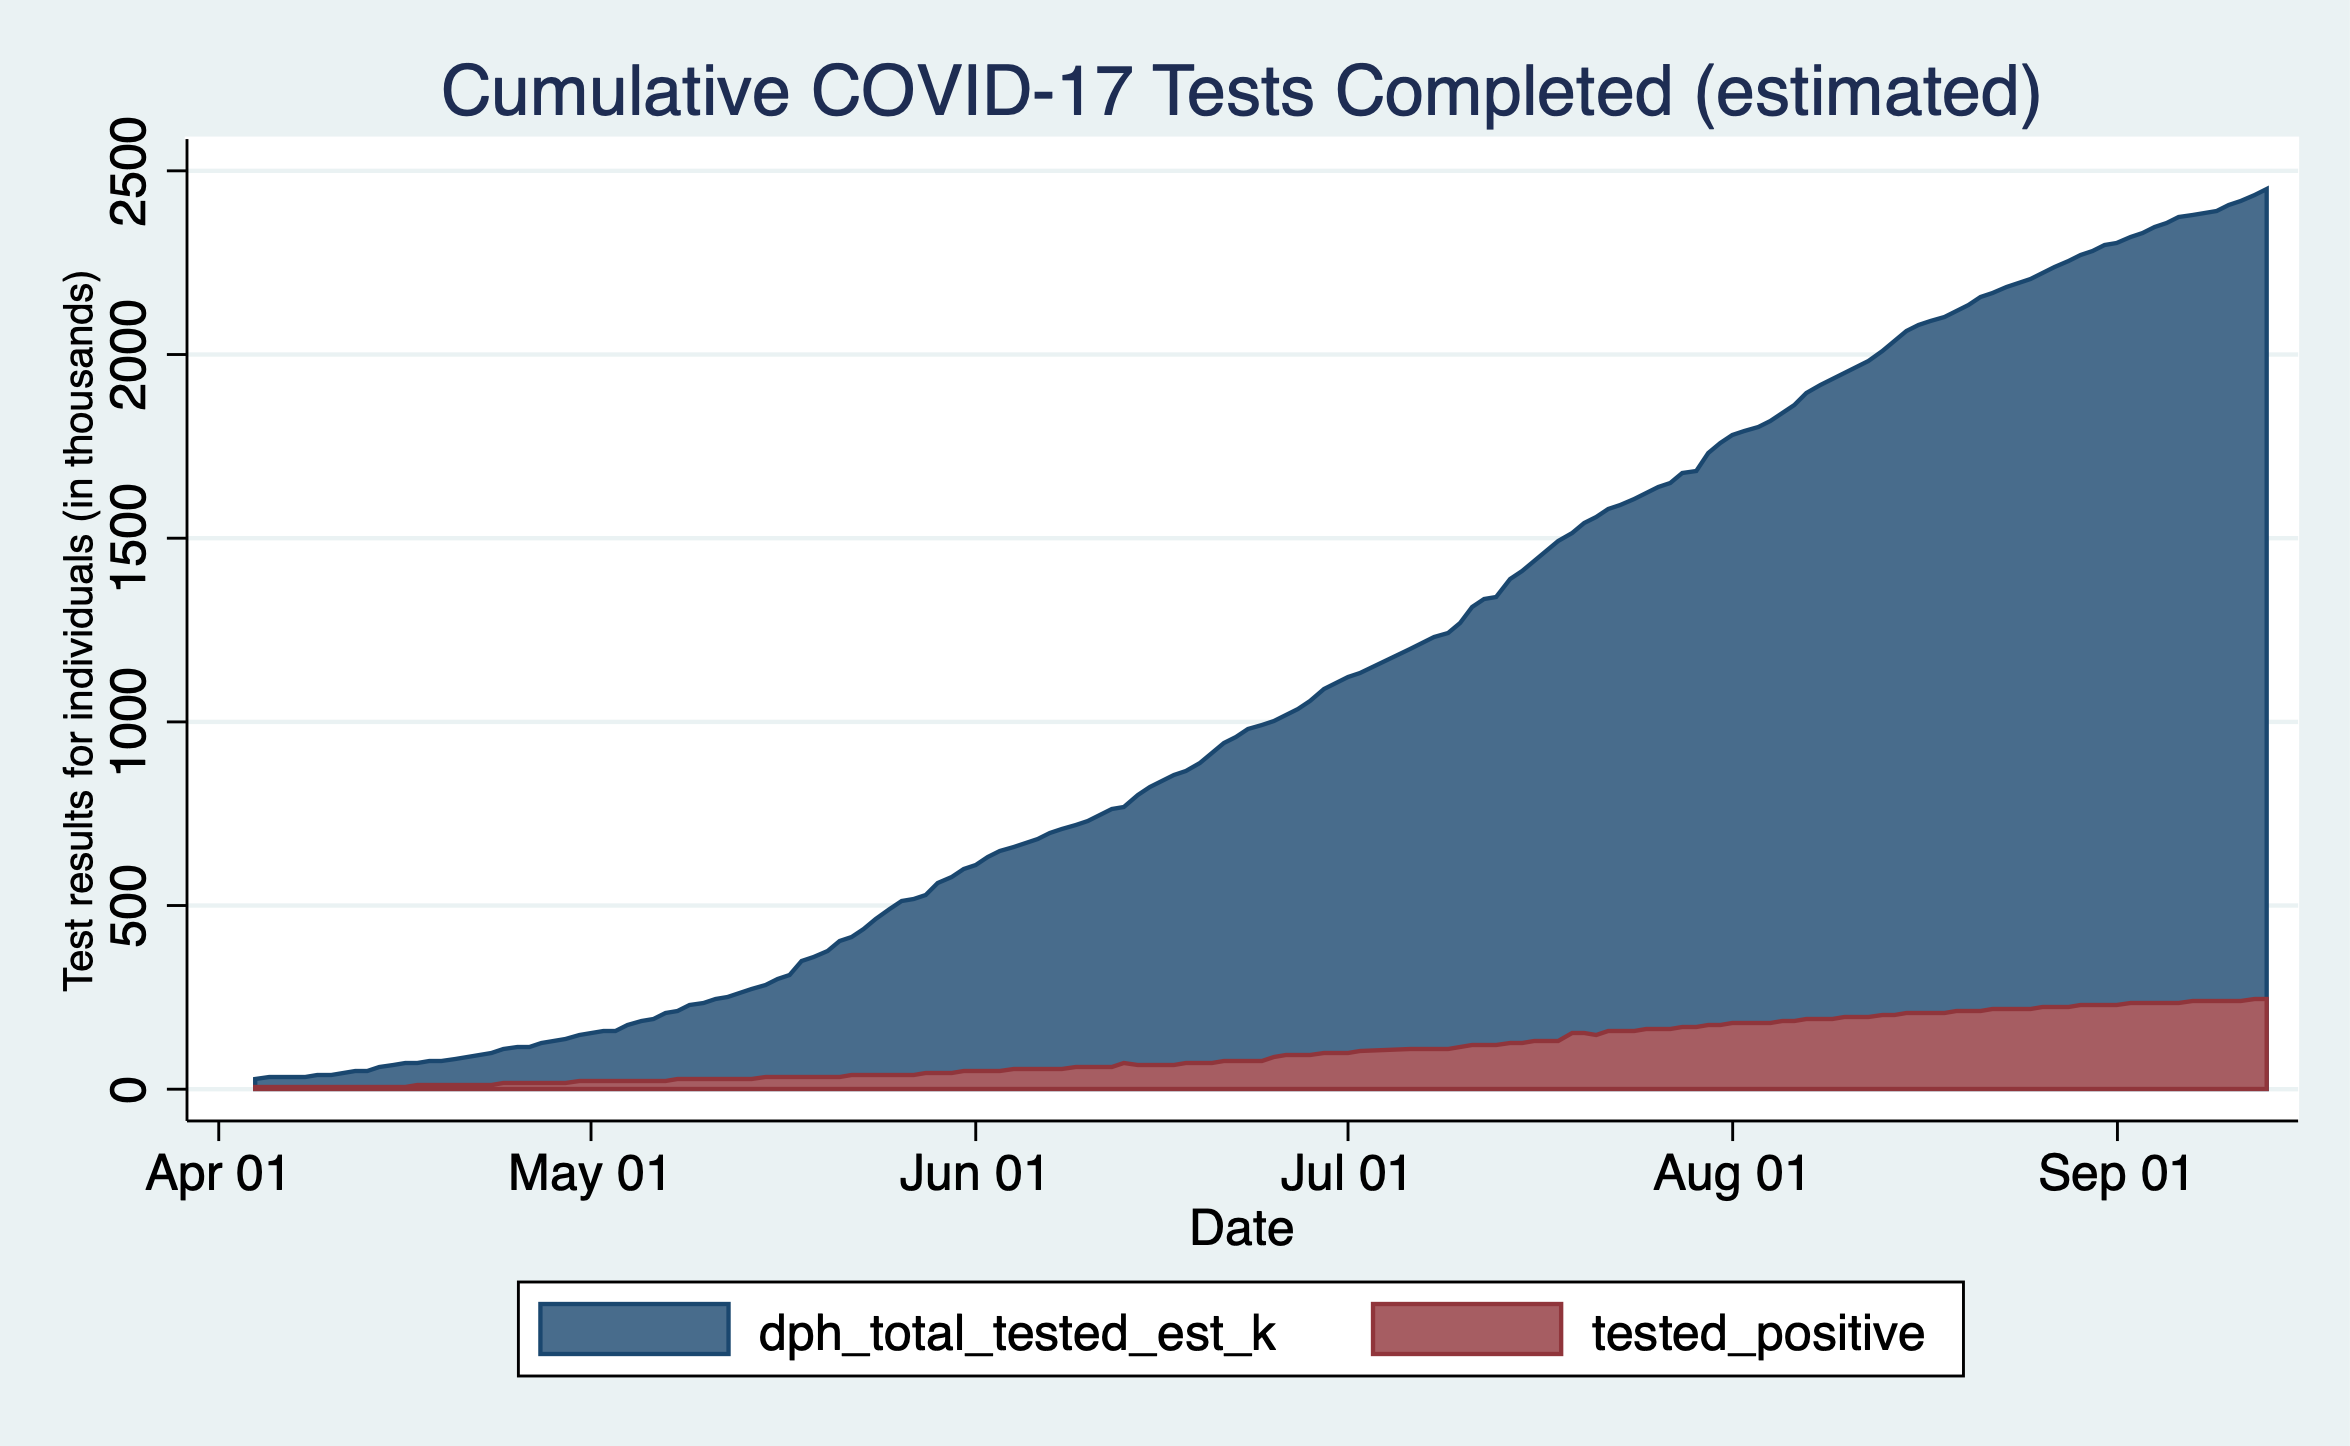 Cumulative COVID-17 Tests Completed (estimated)
Test results for individuals (in thousands)
2500
2000
1500
1000
500
0
Apr 01 May 01 Jun 01 Jul 01 Aug 01 Sep 01
Date
dph_total_tested_est_k tested_positive